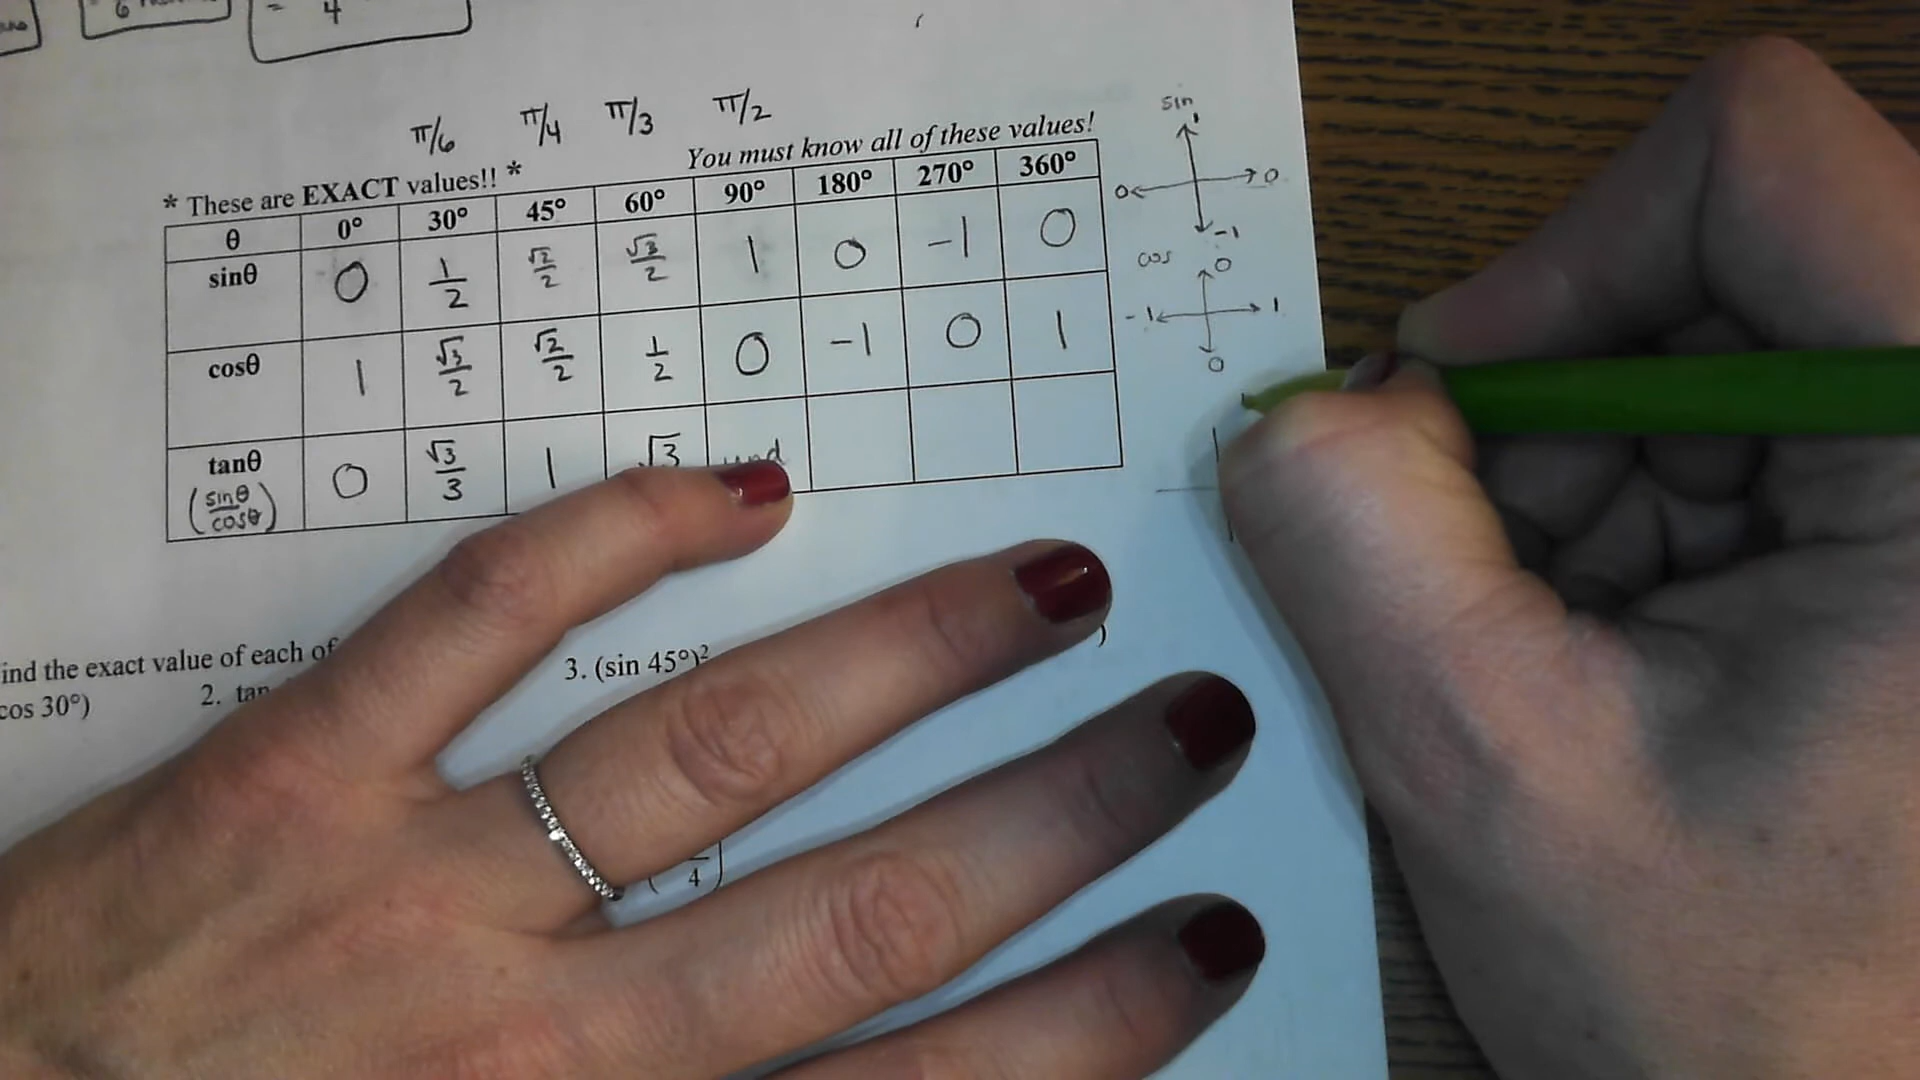 6
= 4
π/6 π/4 π/3 π/2
* These are EXACT values!! * You must know all of these values!
θ 0° 30° 45° 60° 90° 180° 270° 360°
sinθ 0 1/2 √2/2 √3/2 1 0 -1 0
cosθ 1 √3/2 √2/2 1/2 0 -1 0 1
tanθ 0 √3/3 1 √3 und
(sinθ/cosθ)
sin
1
0 0
-1
cos
0
-1 1
0
ind the exact value of each of
cos 30°) 2. tan 3. (sin 45°)² )
( 4 )